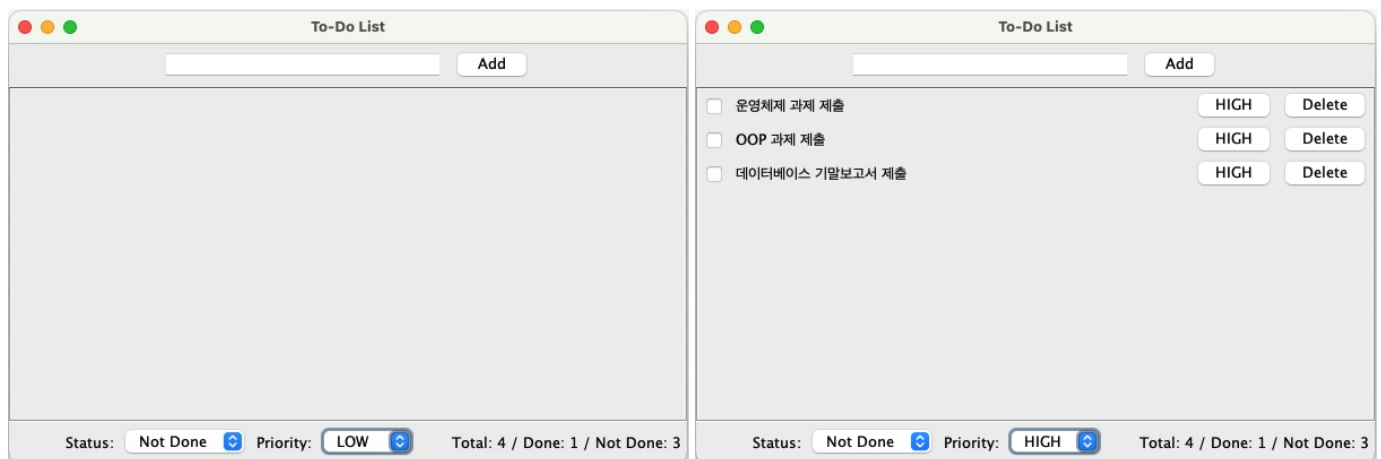 To-Do List
Add
Status: Not Done Priority: LOW Total: 4 / Done: 1 / Not Done: 3
To-Do List
Add
운영체제 과제 제출 HIGH Delete
OOP 과제 제출 HIGH Delete
데이터베이스 기말보고서 제출 HIGH Delete
Status: Not Done Priority: HIGH Total: 4 / Done: 1 / Not Done: 3